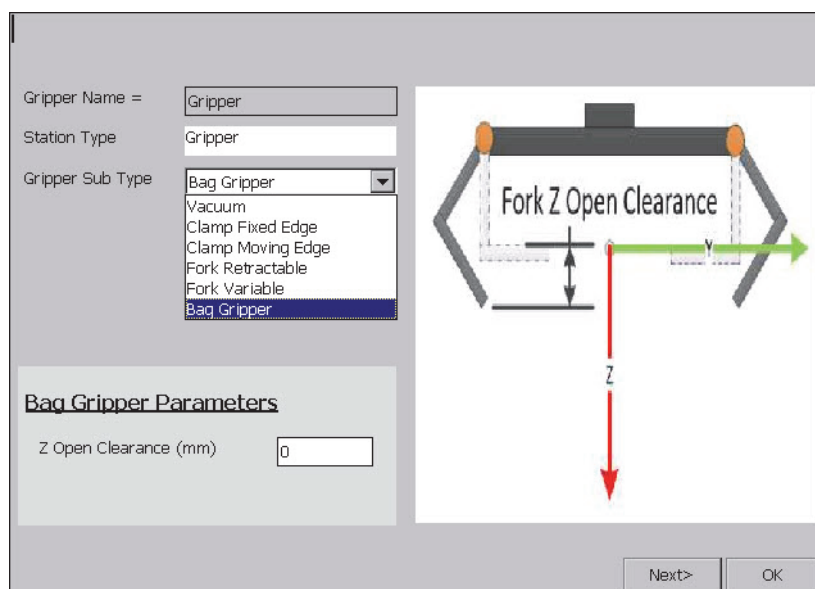 Gripper Name =
Gripper
Station Type
Gripper
Gripper Sub Type
Bag Gripper
Vacuum
Clamp Fixed Edge
Clamp Moving Edge
Fork Retractable
Fork Variable
Bag Gripper
Bag Gripper Parameters
Z Open Clearance (mm)
0
Fork Z Open Clearance
Y
Z
Next>
OK